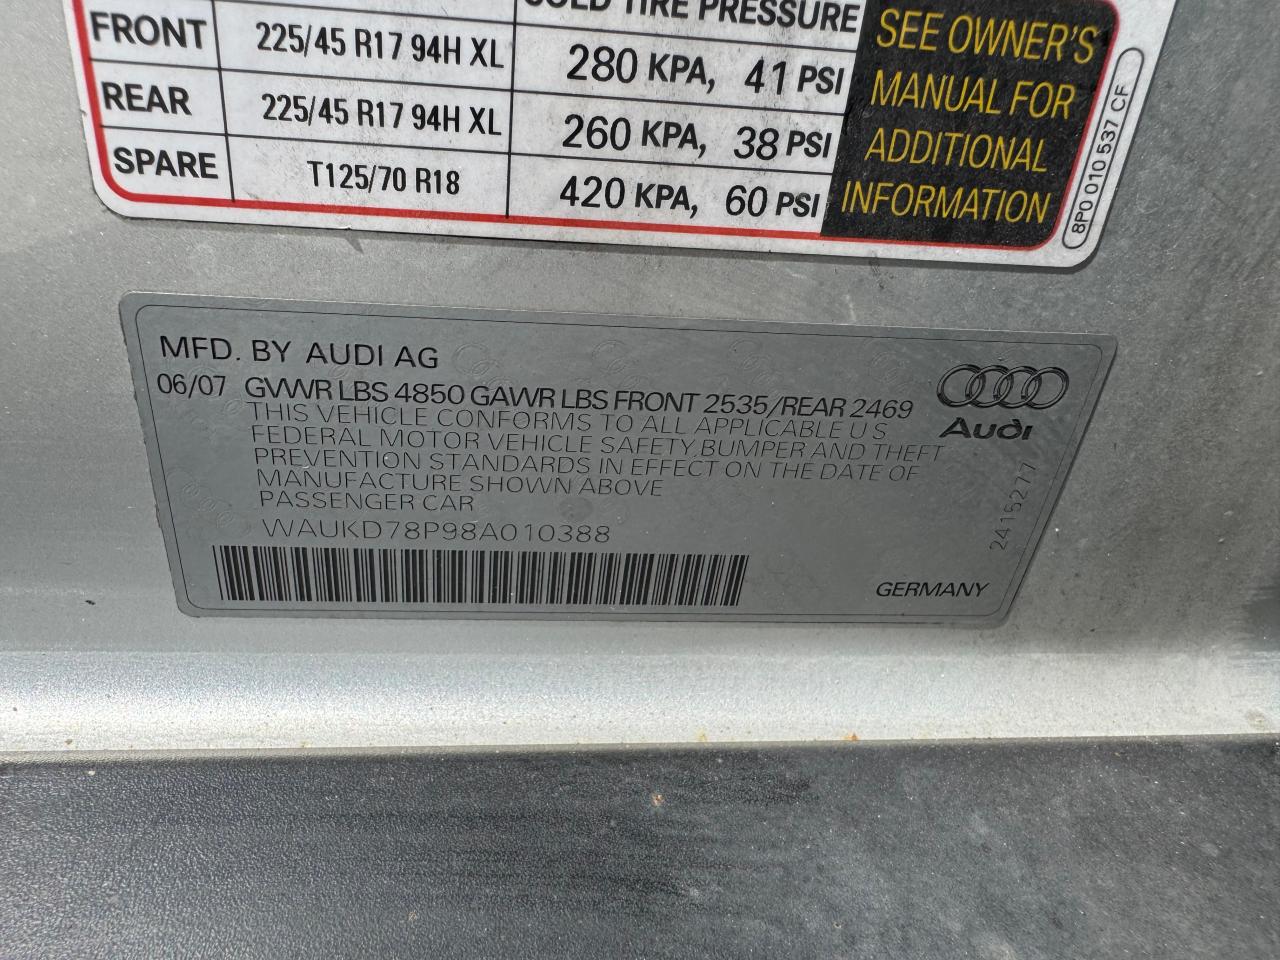 COLD TIRE PRESSURE
FRONT 225/45 R17 94H XL 280 KPA, 41 PSI
REAR 225/45 R17 94H XL 260 KPA, 38 PSI
SPARE T125/70 R18 420 KPA, 60 PSI
SEE OWNER'S
MANUAL FOR
ADDITIONAL
INFORMATION
8P0 010 537 CF
MFD. BY AUDI AG
06/07 GVWR LBS 4850 GAWR LBS FRONT 2535/REAR 2469
THIS VEHICLE CONFORMS TO ALL APPLICABLE U S
FEDERAL MOTOR VEHICLE SAFETY,BUMPER AND THEFT
PREVENTION STANDARDS IN EFFECT ON THE DATE OF
MANUFACTURE SHOWN ABOVE
PASSENGER CAR
WAUKD78P98A010388
Audi
2415277
GERMANY